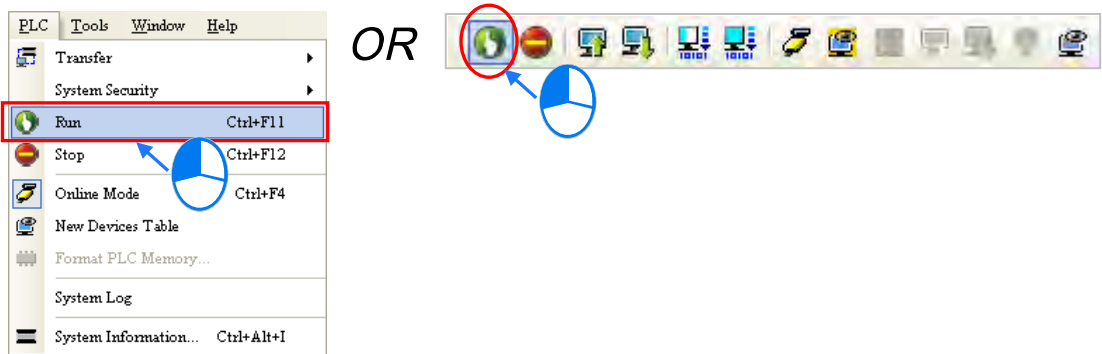 PLC Tools Window Help
Transfer
System Security
Run Ctrl+F11
Stop Ctrl+F12
Online Mode Ctrl+F4
New Devices Table
Format PLC Memory...
System Log
System Information... Ctrl+Alt+I
OR